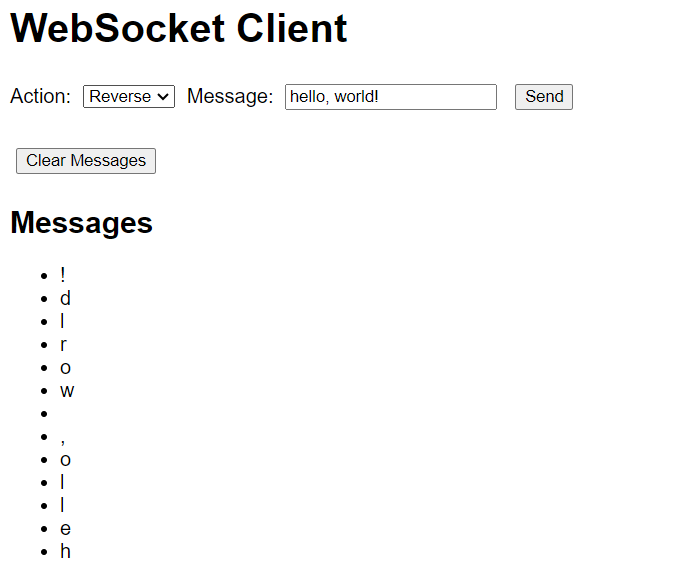 WebSocket Client
Action: Reverse Message: hello, world! Send
Clear Messages
Messages
!
d
l
r
o
w
,
o
l
l
e
h